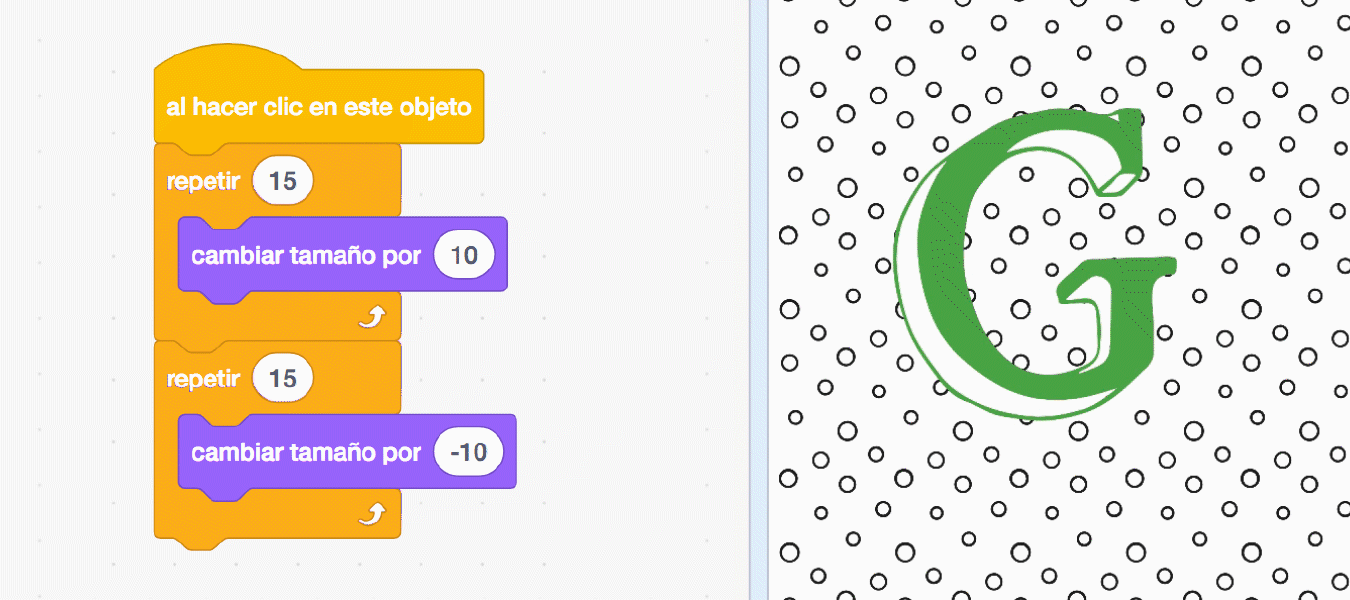 al hacer clic en este objeto
repetir 15
cambiar tamaño por 10
repetir 15
cambiar tamaño por -10
G